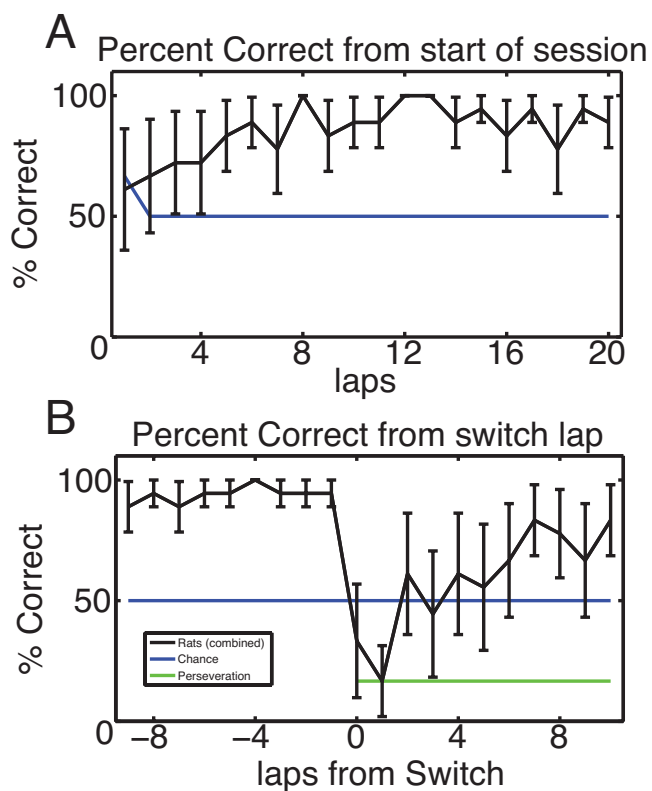 A
Percent Correct from start of session
100
50
0
% Correct
4
8
12
16
20
laps
B
Percent Correct from switch lap
100
50
0
% Correct
Rats (combined)
Chance
Perseveration
−8
−4
0
4
8
laps from Switch